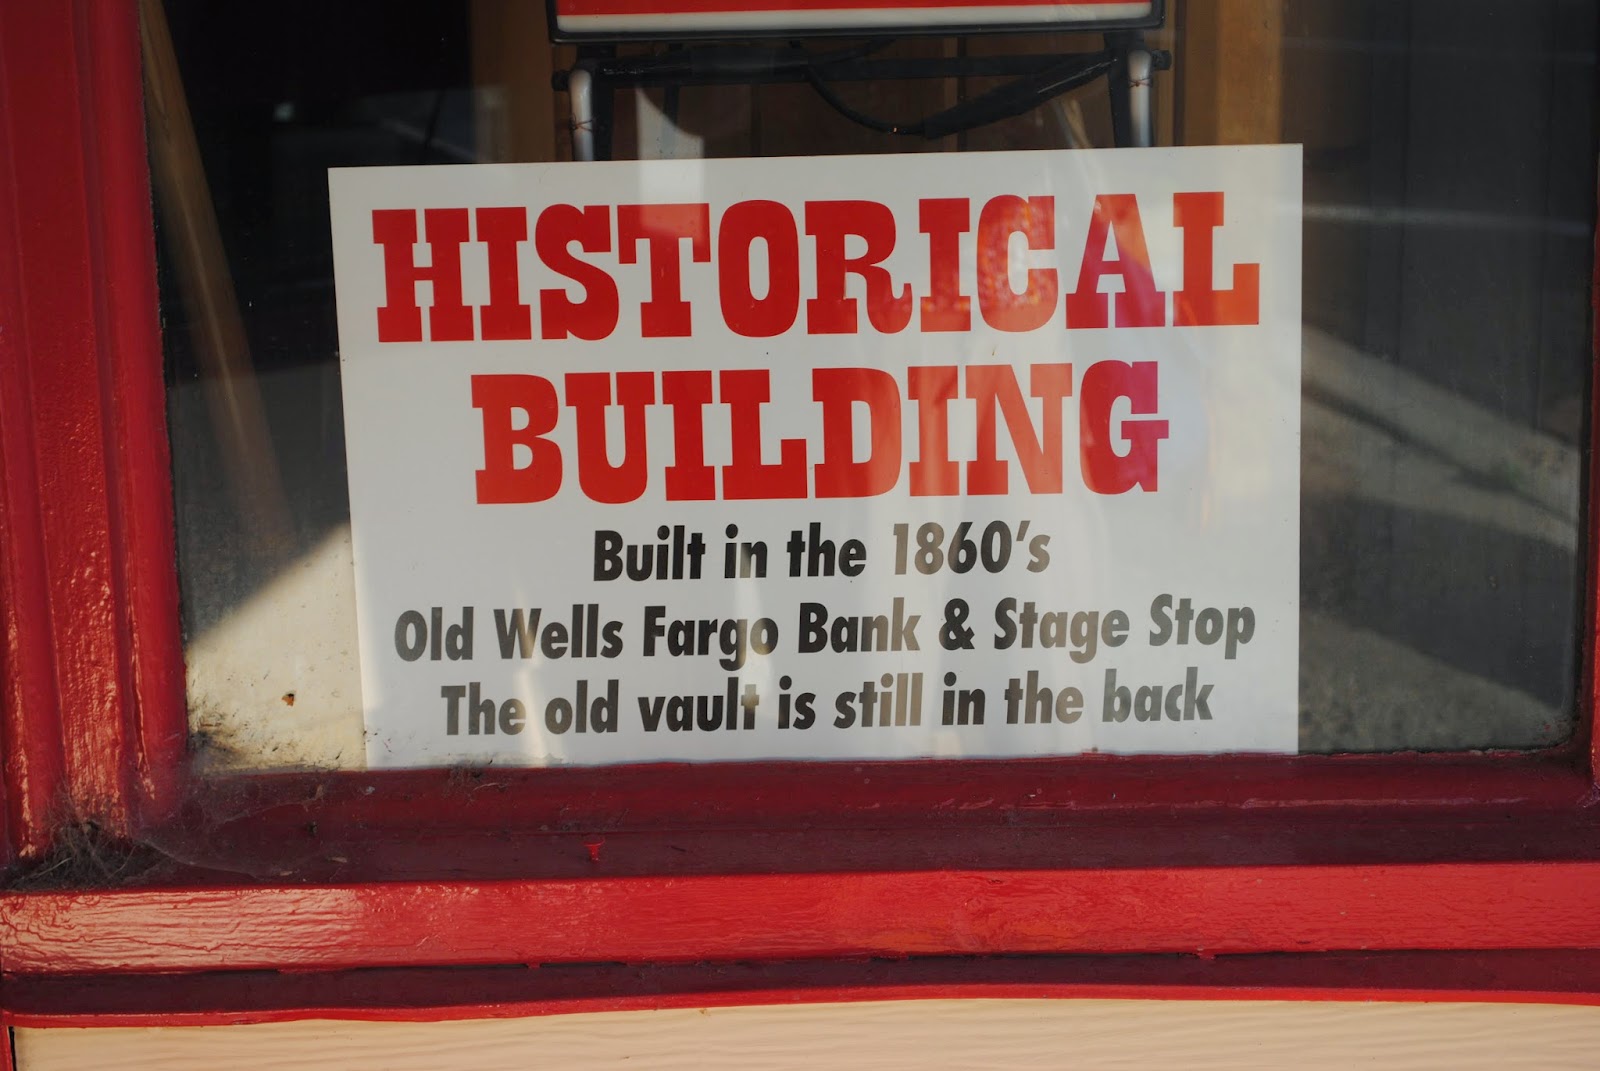 HISTORICAL
BUILDING
Built in the 1860's
Old Wells Fargo Bank & Stage Stop
The old vault is still in the back